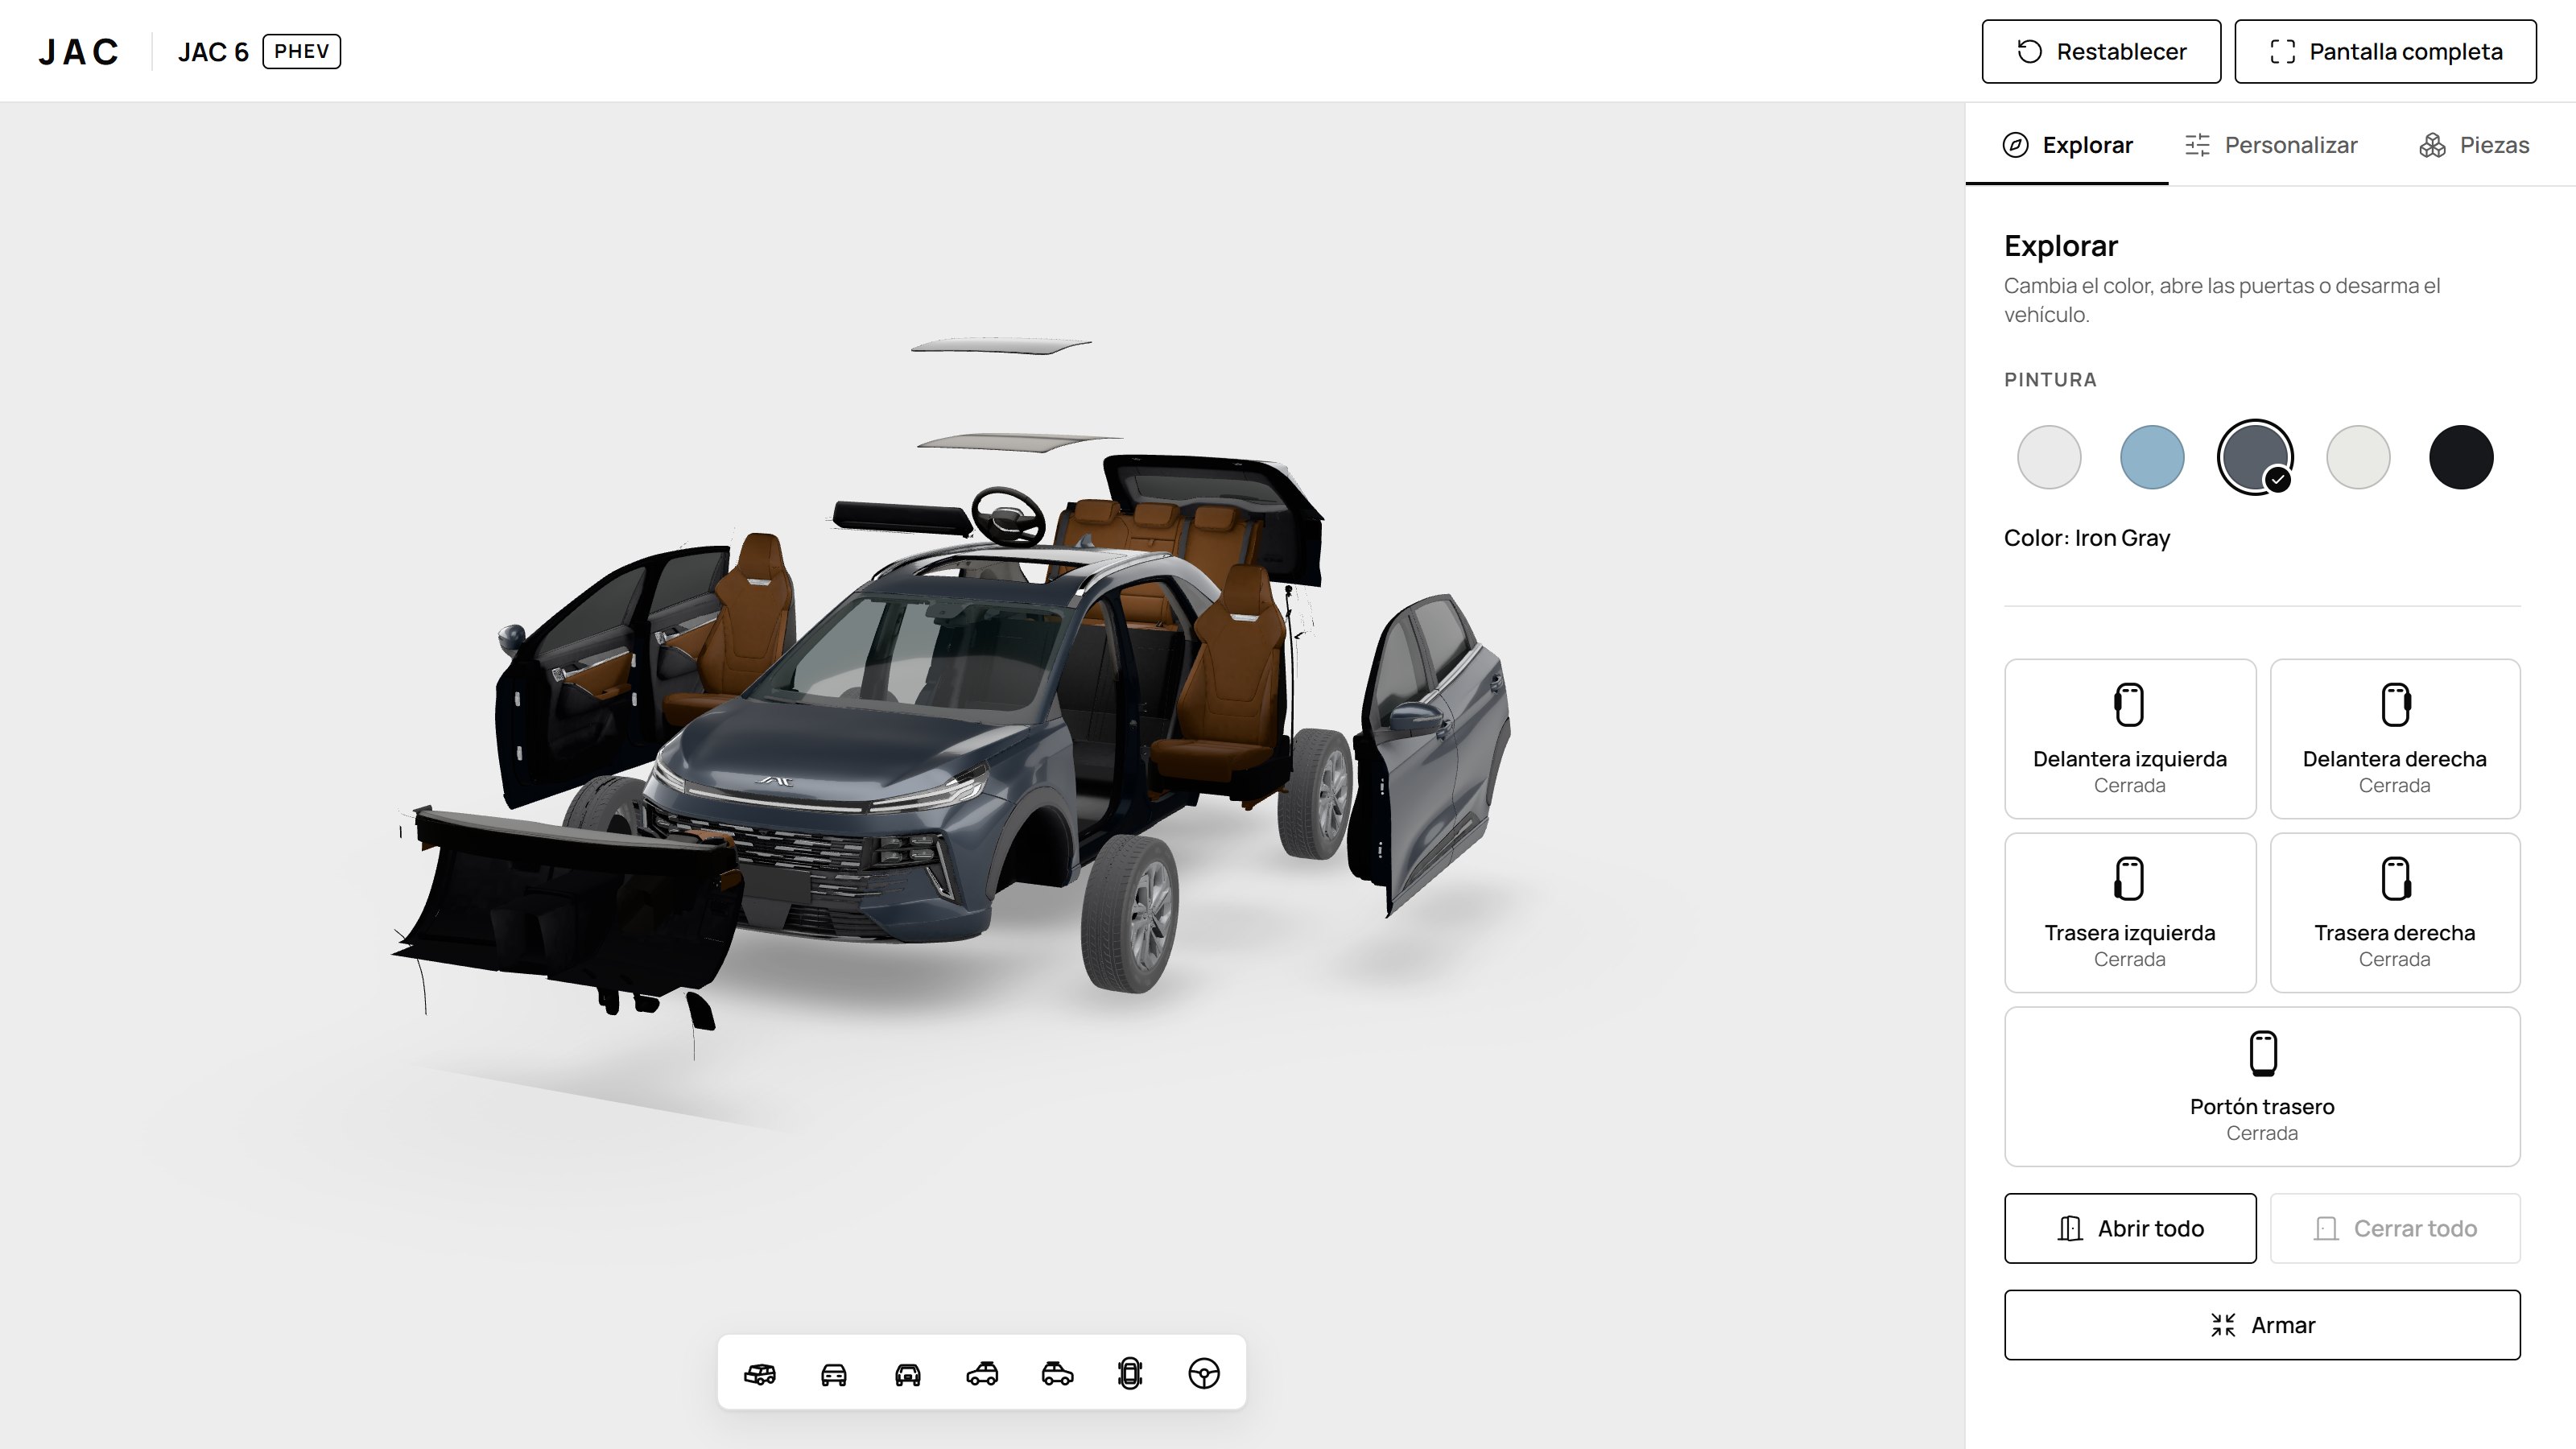 JAC
JAC 6 PHEV
Restablecer
Pantalla completa
Explorar
Personalizar
Piezas
Explorar
Cambia el color, abre las puertas o desarma el
vehículo.
PINTURA
Color: Iron Gray
Delantera izquierda
Cerrada
Delantera derecha
Cerrada
Trasera izquierda
Cerrada
Trasera derecha
Cerrada
Portón trasero
Cerrada
Abrir todo
Cerrar todo
Armar
JAC